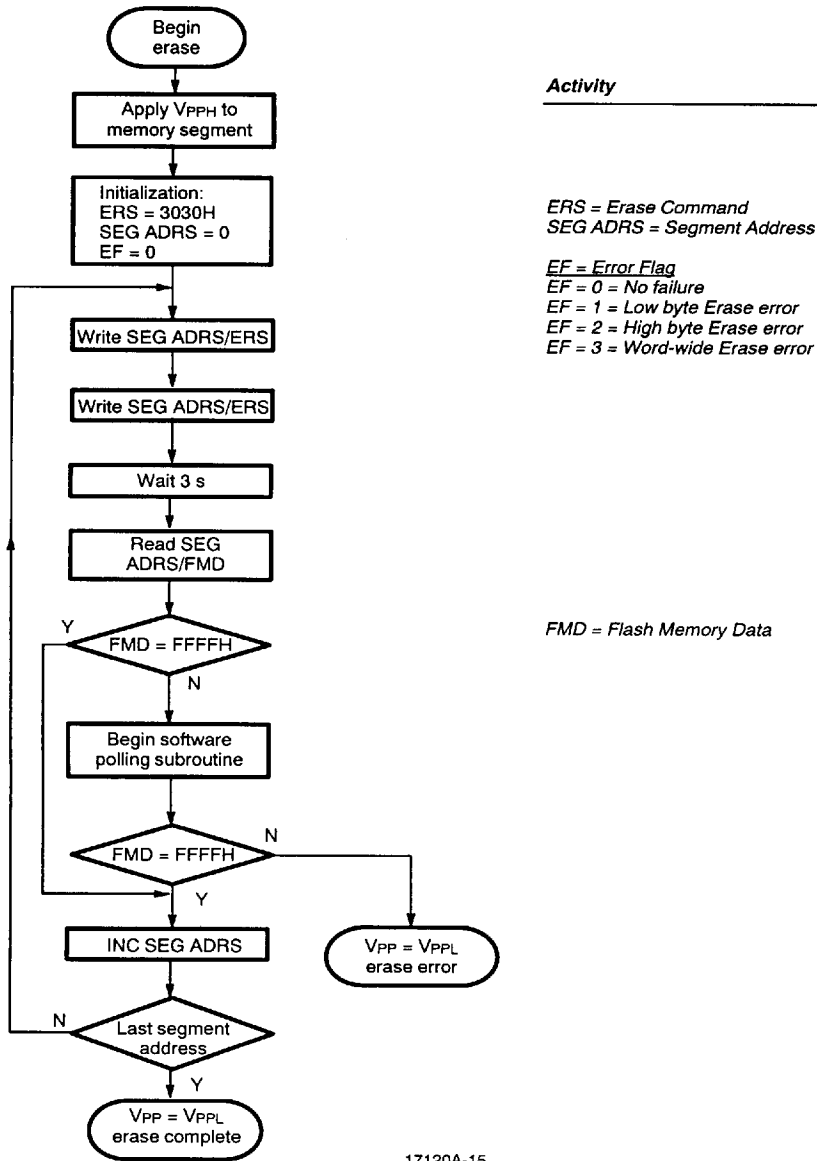 Begin
erase
Activity
Apply VPPH to
memory segment
Initialization:
ERS = 3030H
SEG ADRS = 0
EF = 0
ERS = Erase Command
SEG ADRS = Segment Address
EF = Error Flag
EF = 0 = No failure
EF = 1 = Low byte Erase error
EF = 2 = High byte Erase error
EF = 3 = Word-wide Erase error
Write SEG ADRS/ERS
Write SEG ADRS/ERS
Wait 3 s
Read SEG
ADRS/FMD
Y
FMD = FFFFH
N
FMD = Flash Memory Data
Begin software
polling subroutine
FMD = FFFFH
N
Y
INC SEG ADRS
VPP = VPPL
erase error
N
Last segment
address
Y
VPP = VPPL
erase complete
17120A-15